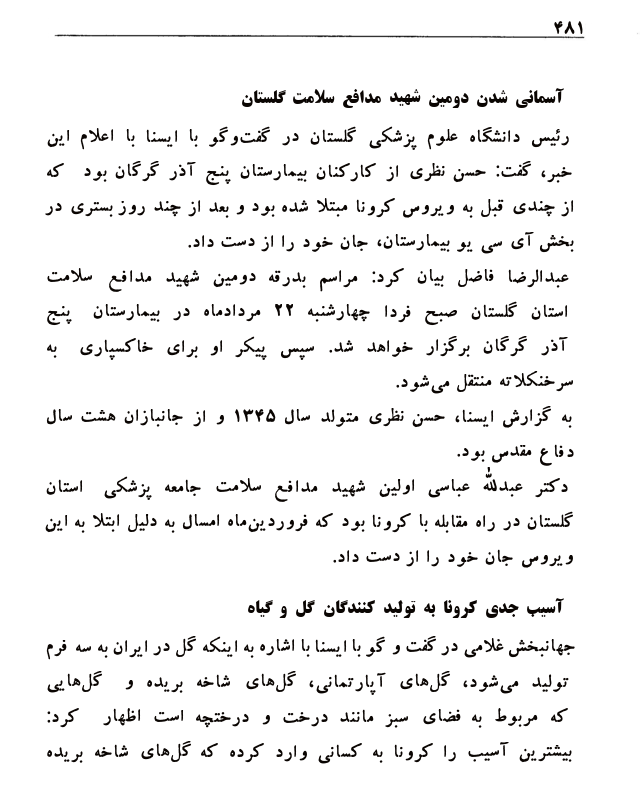 ۴۸۱
آسمانی شدن دومین شهید مدافع سلامت گلستان
رئیس دانشگاه علوم پزشکی گلستان در گفت‌وگو با ایسنا با اعلام این
خبر، گفت: حسن نظری از کارکنان بیمارستان پنج آذر گرگان بود که
از چندی قبل به ویروس کرونا مبتلا شده بود و بعد از چند روز بستری در
بخش آی سی یو بیمارستان، جان خود را از دست داد.
عبدالرضا فاضل بیان کرد: مراسم بدرقه دومین شهید مدافع سلامت
استان گلستان صبح فردا چهارشنبه ۲۲ مردادماه در بیمارستان پنج
آذر گرگان برگزار خواهد شد. سپس پیکر او برای خاکسپاری به
سرخنکلاته منتقل می‌شود.
به گزارش ایسنا، حسن نظری متولد سال ۱۳۴۵ و از جانبازان هشت سال
دفاع مقدس بود.
دکتر عبدلله عباسی اولین شهید مدافع سلامت جامعه پزشکی استان
گلستان در راه مقابله با کرونا بود که فروردین‌ماه امسال به دلیل ابتلا به این
ویروس جان خود را از دست داد.
آسیب جدی کرونا به تولید کنندگان گل و گیاه
جهانبخش غلامی در گفت و گو با ایسنا با اشاره به اینکه گل در ایران به سه فرم
تولید می‌شود، گل‌های آپارتمانی، گل‌های شاخه بریده و گل‌هایی
که مربوط به فضای سبز مانند درخت و درختچه است اظهار کرد:
بیشترین آسیب را کرونا به کسانی وارد کرده که گل‌های شاخه بریده